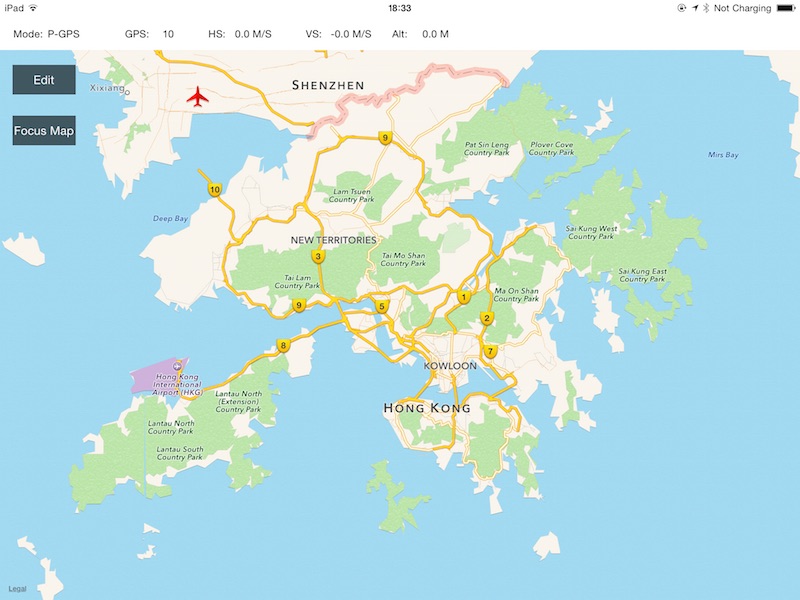 iPad 18:33 Not Charging
Mode: P-GPS GPS: 10 HS: 0.0 M/S VS: -0.0 M/S Alt: 0.0 M
Edit
Focus Map
Xixiang
SHENZHEN
9
Pat Sin Leng
Country Park
Plover Cove
Country Park
Mirs Bay
10
Lam Tsuen
Country Park
Deep Bay
Sai Kung West
Country Park
NEW TERRITORIES
3
Tai Mo Shan
Country Park
Sai Kung East
Country Park
Tai Lam
Country Park
Ma On Shan
Country Park
9
5
1
2
8
7
KOWLOON
Hong Kong
International
Airport (HKG)
Lantau North
(Extension) Country
Country Park
HONG KONG
Lantau North
Country Park
Lantau South
Country Park
Legal